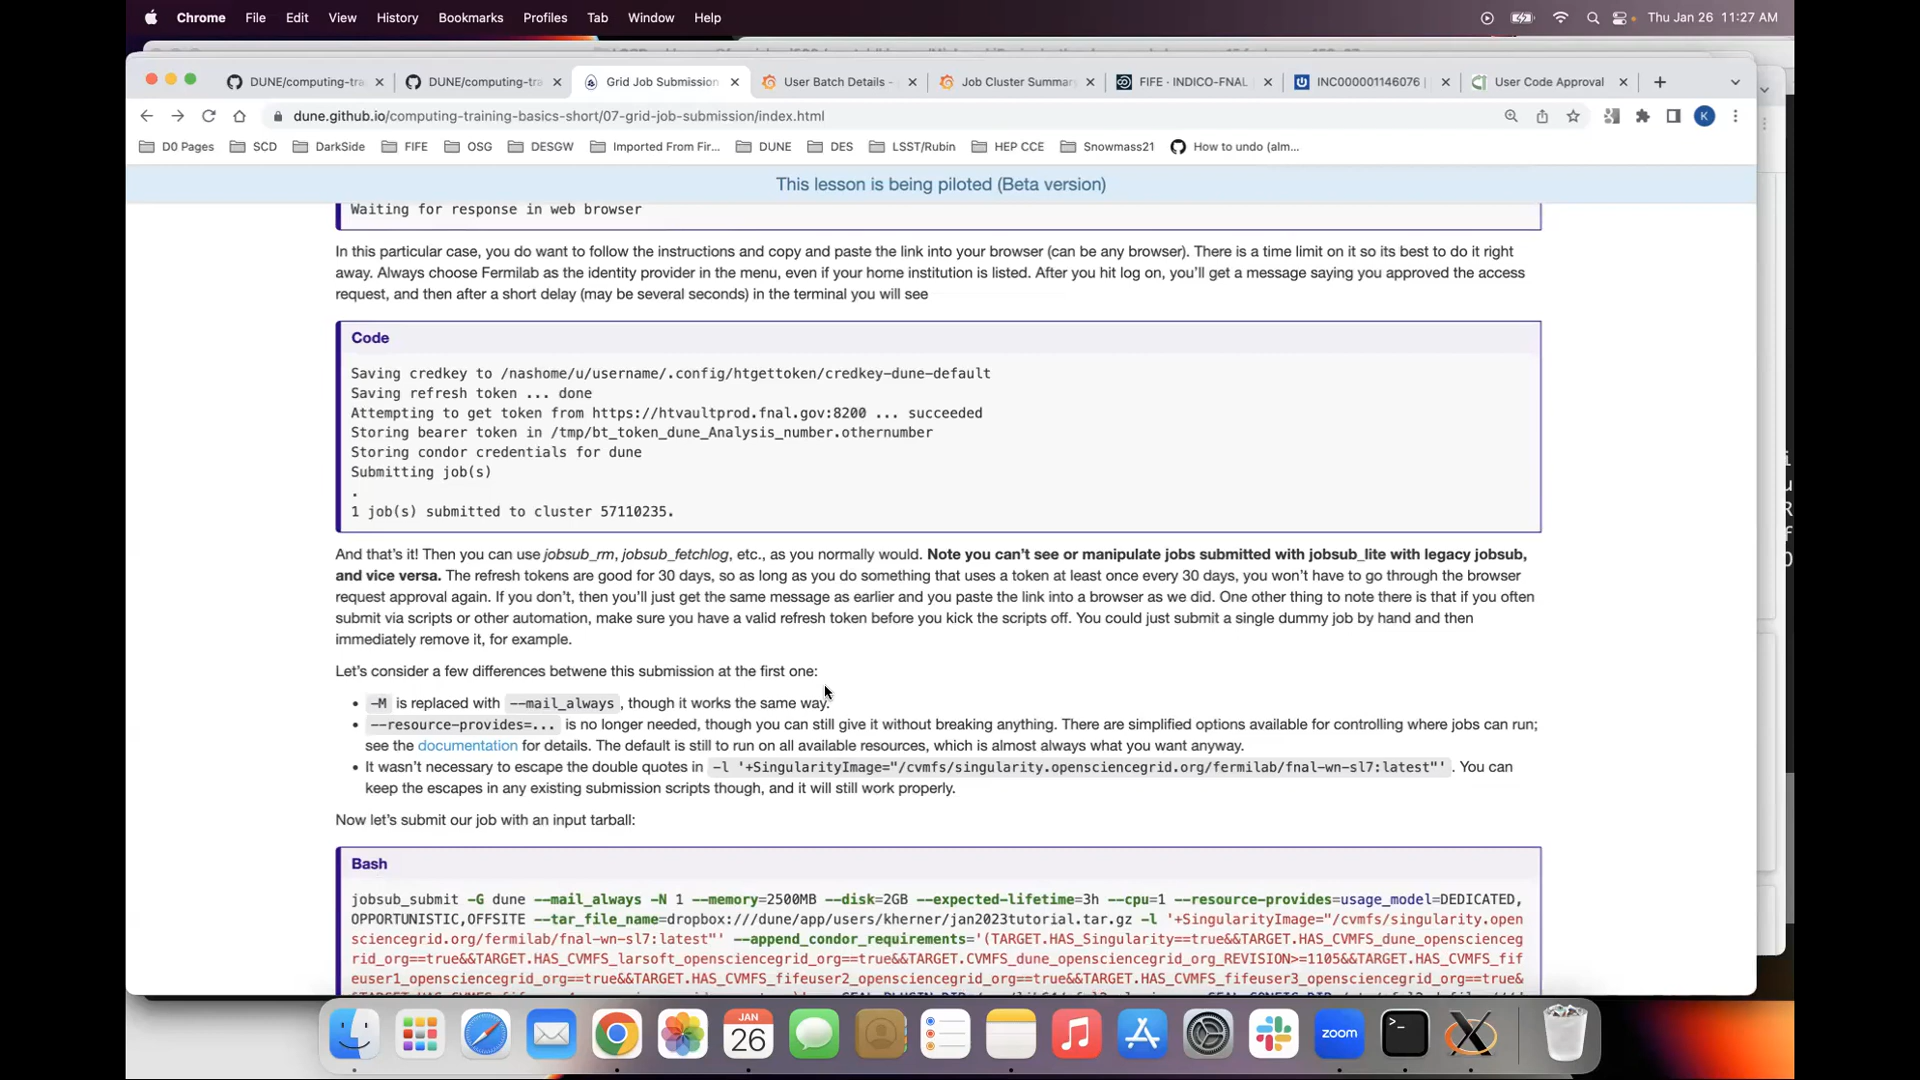 Chrome File Edit View History Bookmarks Profiles Tab Window Help Thu Jan 26 11:27 AM
DUNE/computing-tra DUNE/computing-tra Grid Job Submission User Batch Details - Job Cluster Summary FIFE · INDICO-FNAL INC000001146076 | User Code Approval
dune.github.io/computing-training-basics-short/07-grid-job-submission/index.html K
D0 Pages SCD DarkSide FIFE OSG DESGW Imported From Fir... DUNE DES LSST/Rubin HEP CCE Snowmass21 How to undo (alm...
This lesson is being piloted (Beta version)
Waiting for response in web browser
In this particular case, you do want to follow the instructions and copy and paste the link into your browser (can be any browser). There is a time limit on it so its best to do it right
away. Always choose Fermilab as the identity provider in the menu, even if your home institution is listed. After you hit log on, you'll get a message saying you approved the access
request, and then after a short delay (may be several seconds) in the terminal you will see
Code
Saving credkey to /nashome/u/username/.config/htgettoken/credkey-dune-default
Saving refresh token ... done
Attempting to get token from https://htvaultprod.fnal.gov:8200 ... succeeded
Storing bearer token in /tmp/bt_token_dune_Analysis_number.othernumber
Storing condor credentials for dune
Submitting job(s)
.
1 job(s) submitted to cluster 57110235.
And that's it! Then you can use jobsub_rm, jobsub_fetchlog, etc., as you normally would. Note you can't see or manipulate jobs submitted with jobsub_lite with legacy jobsub,
and vice versa. The refresh tokens are good for 30 days, so as long as you do something that uses a token at least once every 30 days, you won't have to go through the browser
request approval again. If you don't, then you'll just get the same message as earlier and you paste the link into a browser as we did. One other thing to note there is that if you often
submit via scripts or other automation, make sure you have a valid refresh token before you kick the scripts off. You could just submit a single dummy job by hand and then
immediately remove it, for example.
Let's consider a few differences betwene this submission at the first one:
• -M is replaced with --mail_always , though it works the same way.
• --resource-provides=... is no longer needed, though you can still give it without breaking anything. There are simplified options available for controlling where jobs can run;
see the documentation for details. The default is still to run on all available resources, which is almost always what you want anyway.
• It wasn't necessary to escape the double quotes in -l '+SingularityImage="/cvmfs/singularity.opensciencegrid.org/fermilab/fnal-wn-sl7:latest"' . You can
keep the escapes in any existing submission scripts though, and it will still work properly.
Now let's submit our job with an input tarball:
Bash
jobsub_submit -G dune --mail_always -N 1 --memory=2500MB --disk=2GB --expected-lifetime=3h --cpu=1 --resource-provides=usage_model=DEDICATED,
OPPORTUNISTIC,OFFSITE --tar_file_name=dropbox:///dune/app/users/kherner/jan2023tutorial.tar.gz -l '+SingularityImage="/cvmfs/singularity.open
sciencegrid.org/fermilab/fnal-wn-sl7:latest"' --append_condor_requirements='(TARGET.HAS_Singularity==true&&TARGET.HAS_CVMFS_dune_openscienceg
rid_org==true&&TARGET.HAS_CVMFS_larsoft_opensciencegrid_org==true&&TARGET.CVMFS_dune_opensciencegrid_org_REVISION>=1105&&TARGET.HAS_CVMFS_fif
euser1_opensciencegrid_org==true&&TARGET.HAS_CVMFS_fifeuser2_opensciencegrid_org==true&&TARGET.HAS_CVMFS_fifeuser3_opensciencegrid_org==true&
JAN
26
zoom